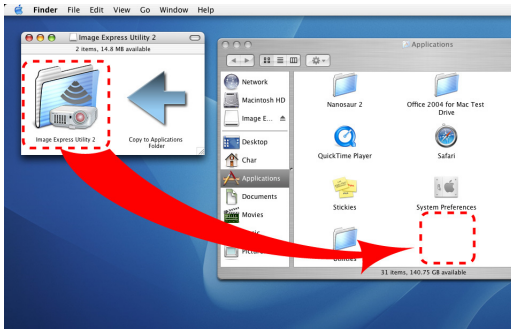 Finder File Edit View Go Window Help
Image Express Utility 2
2 items, 14.8 MB available
Image Express Utility 2
Copy to Applications
Folder
Applications
Network
Macintosh HD
Image E...
Desktop
Char
Applications
Documents
Movies
Nanosaur 2
Office 2004 for Mac Test
Drive
QuickTime Player
Safari
Stickies
System Preferences
31 items, 140.75 GB available